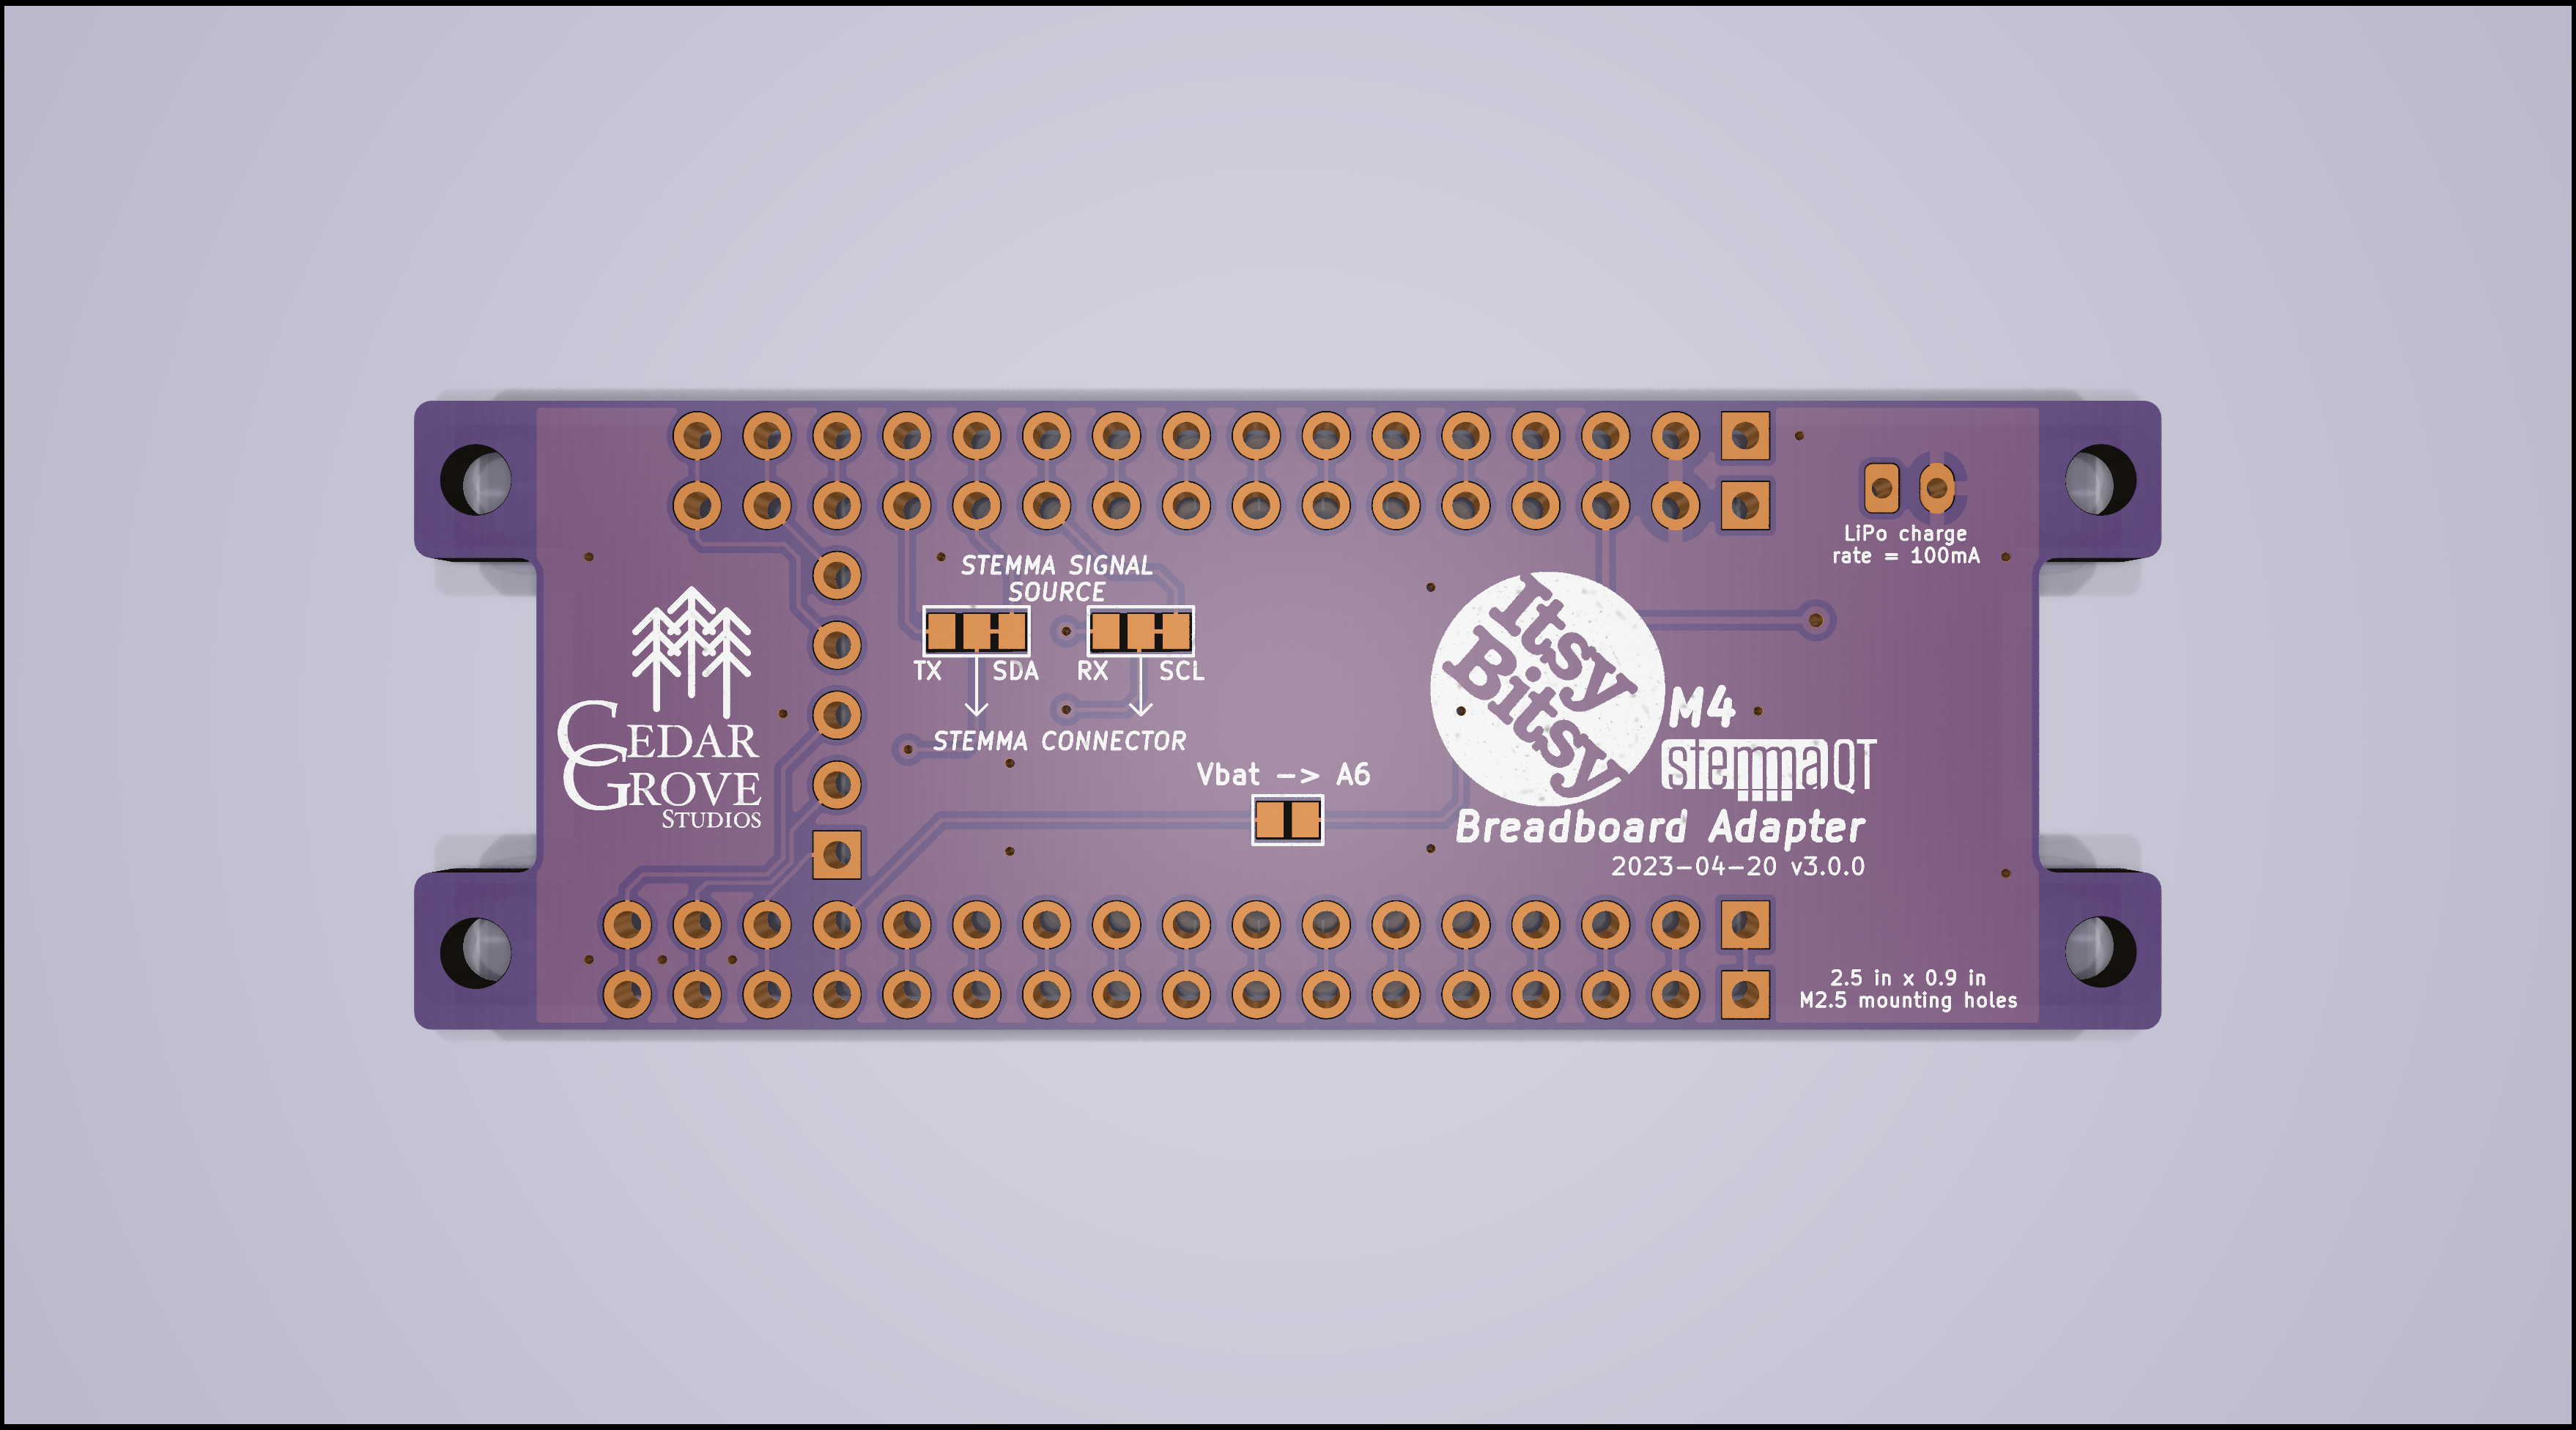 LiPo charge
rate = 100mA
STEMMA SIGNAL
SOURCE
TX SDA RX SCL
STEMMA CONNECTOR
CEDAR
GROVE
STUDIOS
Itsy
Bitsy
M4
stemma QT
Vbat -> A6
Breadboard Adapter
2023-04-20 v3.0.0
2.5 in x 0.9 in
M2.5 mounting holes